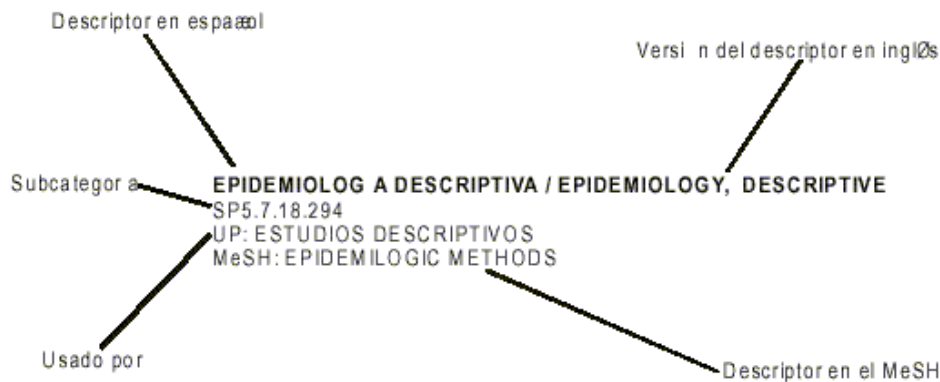 Descriptor en espaæol
Versi n del descriptor en inglØs
Subcategor a
EPIDEMIOLOG A DESCRIPTIVA / EPIDEMIOLOGY, DESCRIPTIVE
SP5.7.18.294
UP: ESTUDIOS DESCRIPTIVOS
MeSH: EPIDEMILOGIC METHODS
Usado por
Descriptor en el MeSH